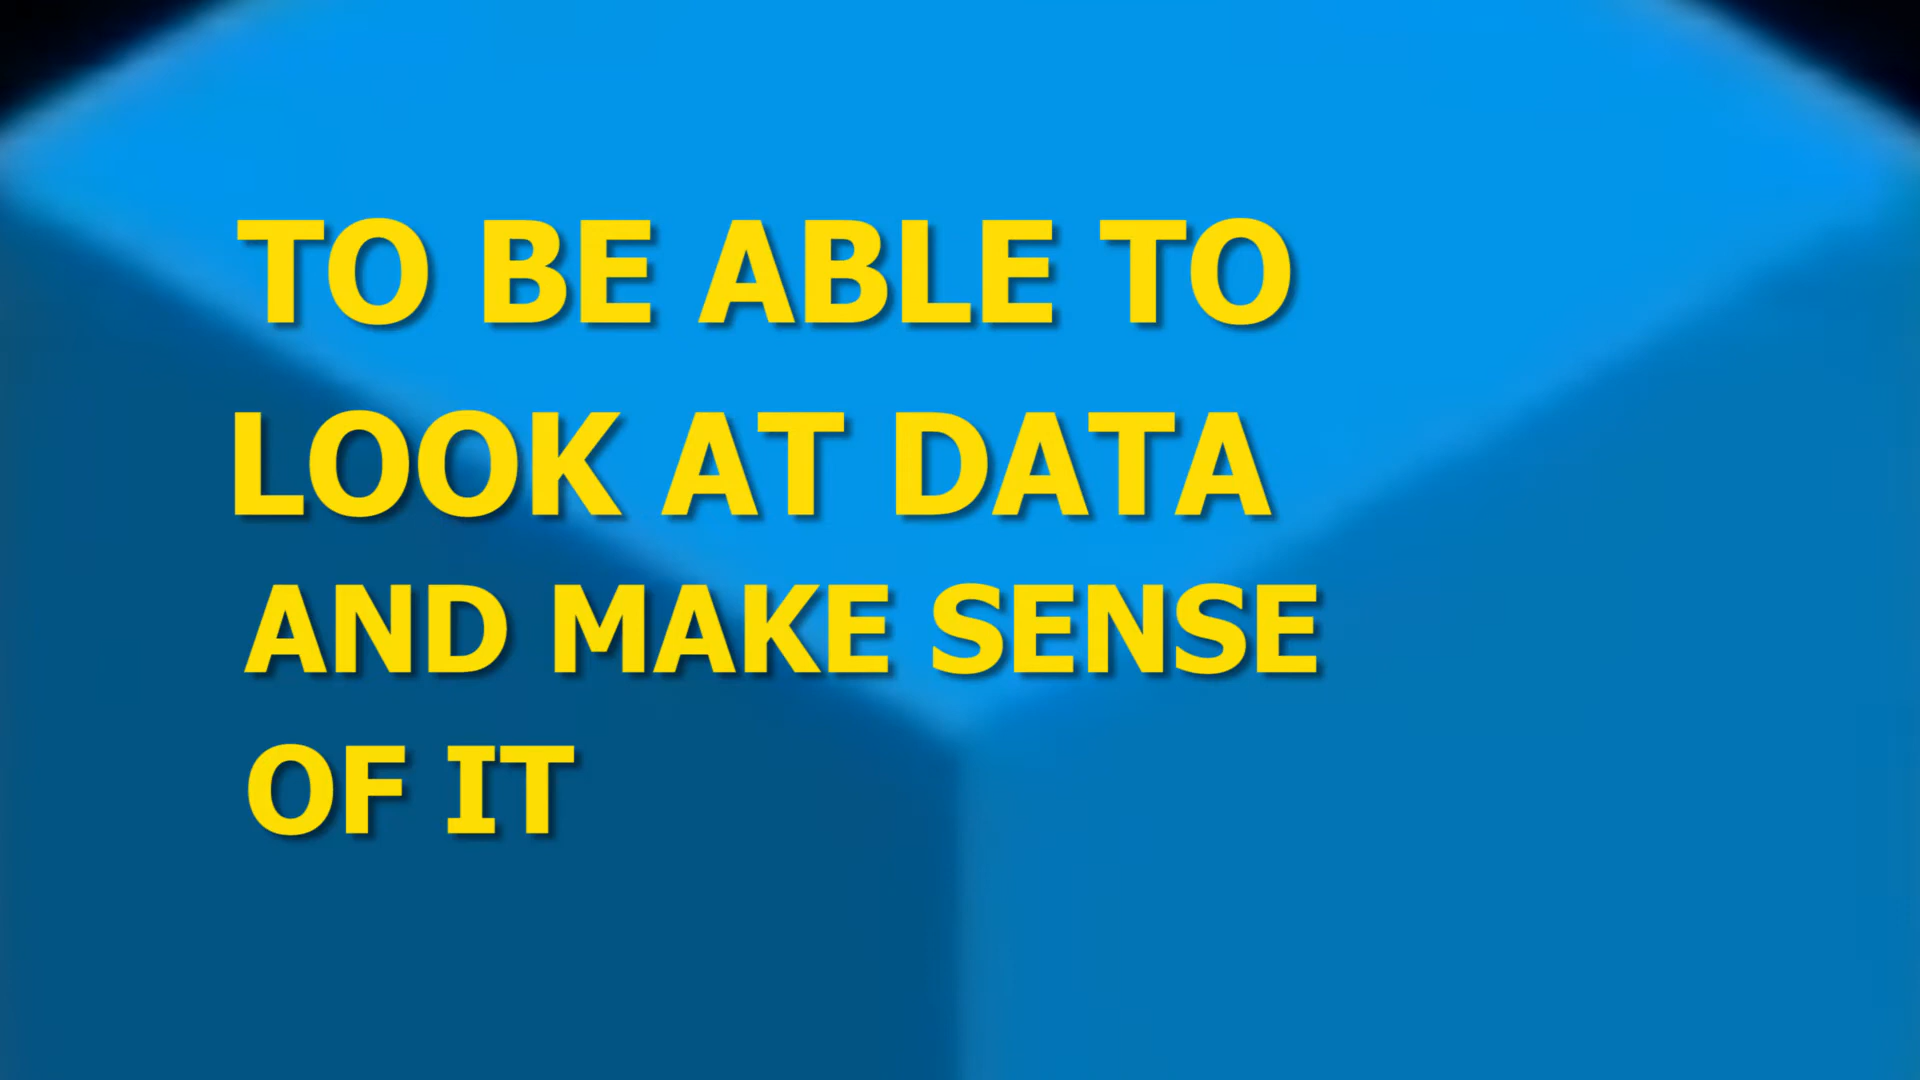 TO BE ABLE TO
LOOK AT DATA
AND MAKE SENSE
OF IT